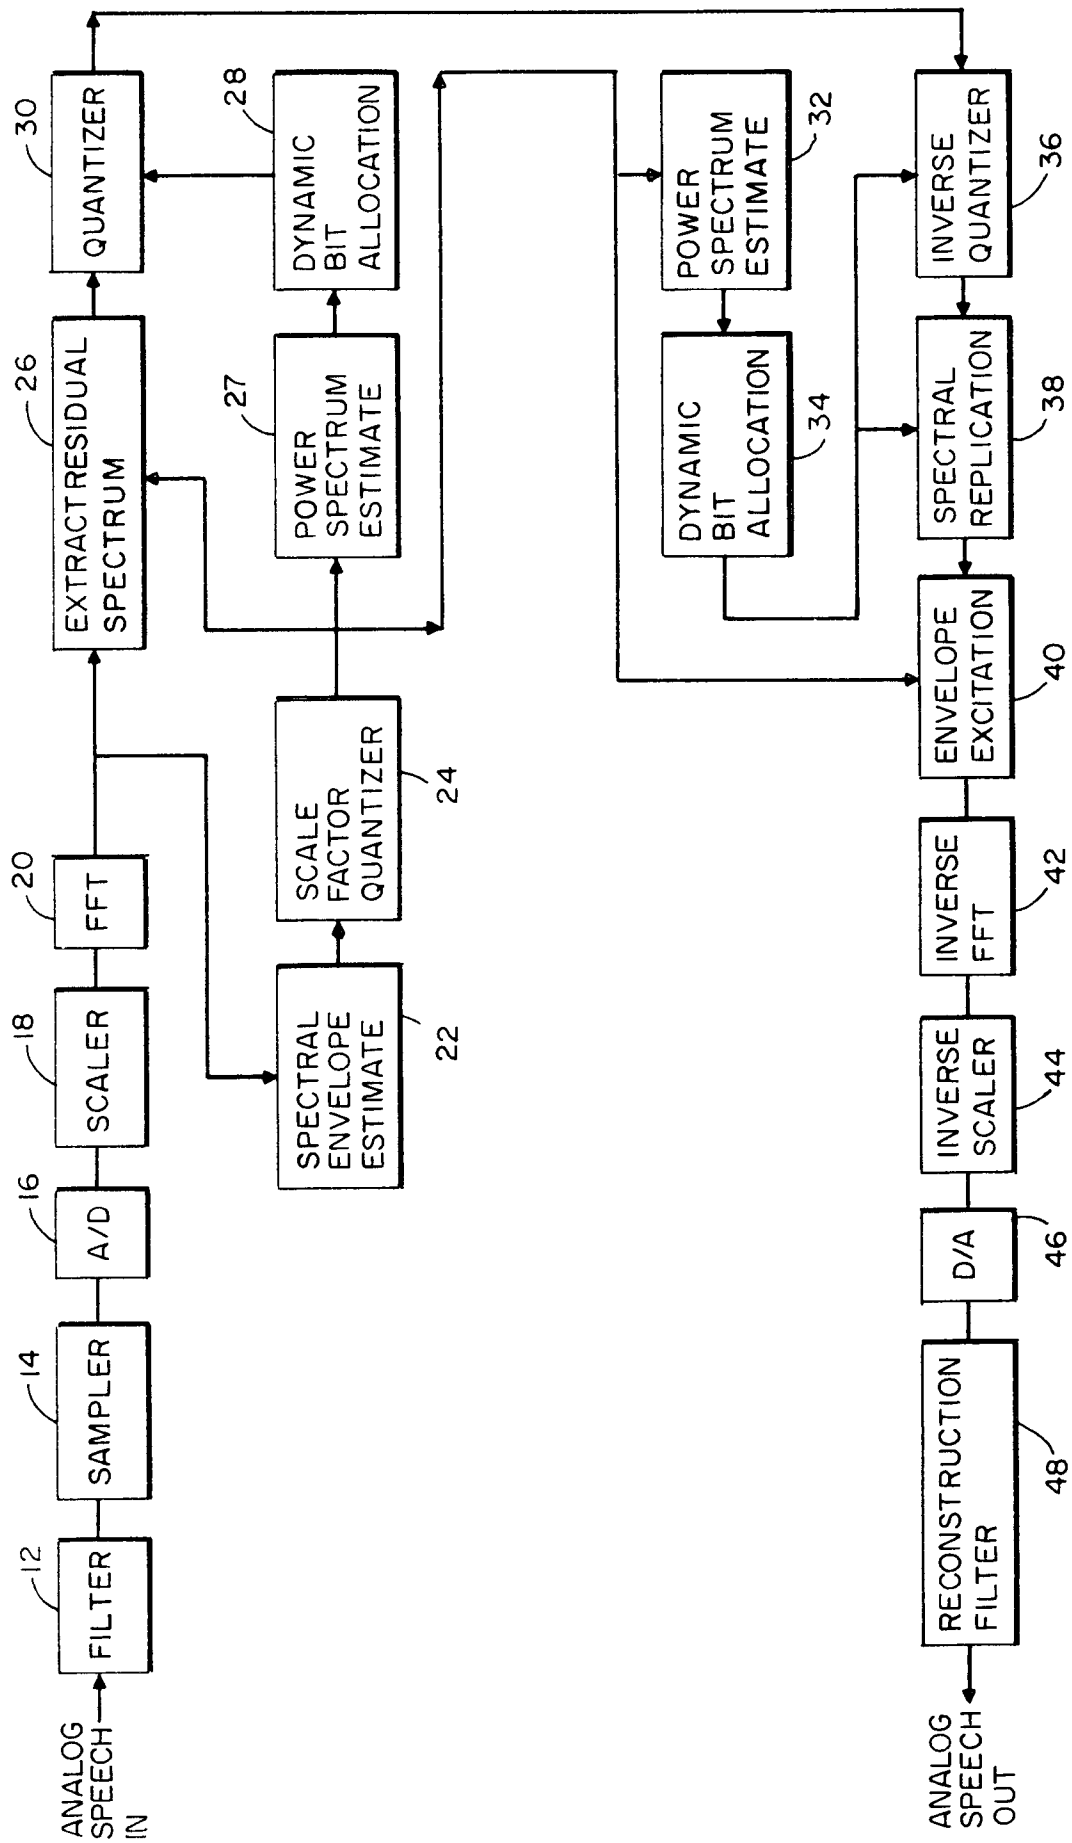 ANALOG
SPEECH
IN
12
FILTER
14
SAMPLER
16
A/D
18
SCALER
20
FFT
26
EXTRACT RESIDUAL
SPECTRUM
30
QUANTIZER
SPECTRAL
ENVELOPE
ESTIMATE
22
SCALE
FACTOR
QUANTIZER
24
27
POWER
SPECTRUM
ESTIMATE
28
DYNAMIC
BIT
ALLOCATION
POWER
SPECTRUM
ESTIMATE
32
DYNAMIC
BIT
ALLOCATION
34
INVERSE
QUANTIZER
36
SPECTRAL
REPLICATION
38
ENVELOPE
EXCITATION
40
INVERSE
FFT
42
INVERSE
SCALER
44
D/A
46
RECONSTRUCTION
FILTER
48
ANALOG
SPEECH
OUT